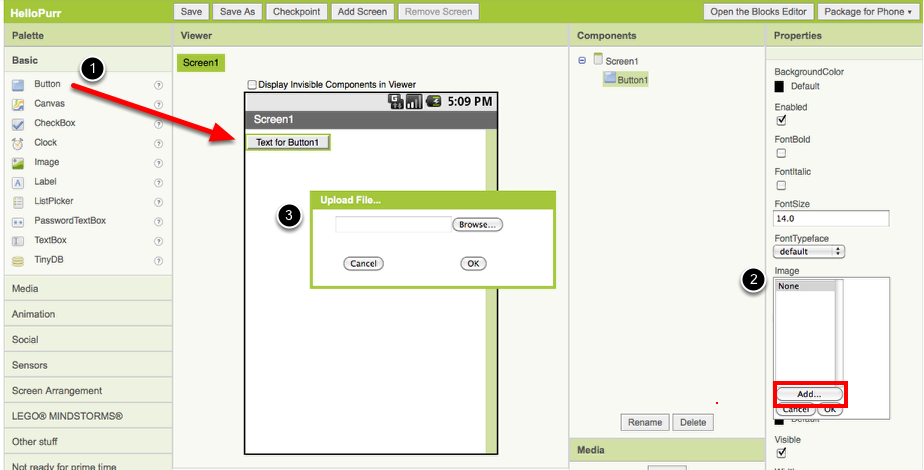 HelloPurr
Save
Save As
Checkpoint
Add Screen
Remove Screen
Open the Blocks Editor
Package for Phone
Palette
Basic
1
Button
?
Canvas
?
CheckBox
?
Clock
?
Image
?
Label
?
ListPicker
?
PasswordTextBox
?
TextBox
?
TinyDB
?
Media
Animation
Social
Sensors
Screen Arrangement
LEGO® MINDSTORMS®
Other stuff
Not ready for prime time
Viewer
Screen1
Display Invisible Components in Viewer
5:09 PM
Screen1
Text for Button1
3
Upload File...
Browse...
Cancel
OK
Components
Screen1
Button1
Rename
Delete
Media
Properties
BackgroundColor
Default
Enabled
FontBold
FontItalic
FontSize
14.0
FontTypeface
default
Image
2
None
Add...
Cancel
OK
Default
Visible
Width